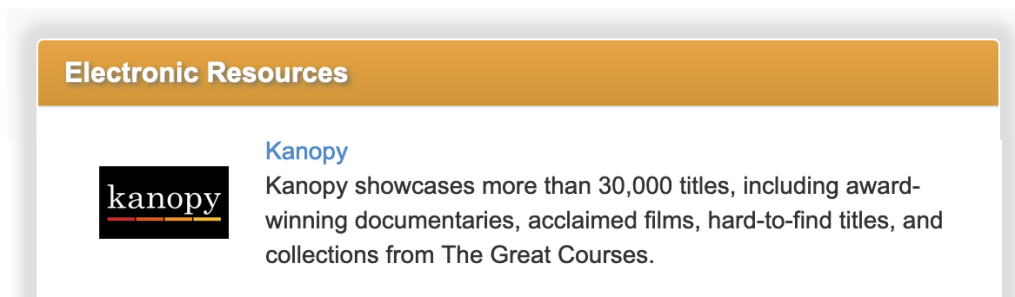 Electronic Resources
Kanopy
kanopy
Kanopy showcases more than 30,000 titles, including award-
winning documentaries, acclaimed films, hard-to-find titles, and
collections from The Great Courses.